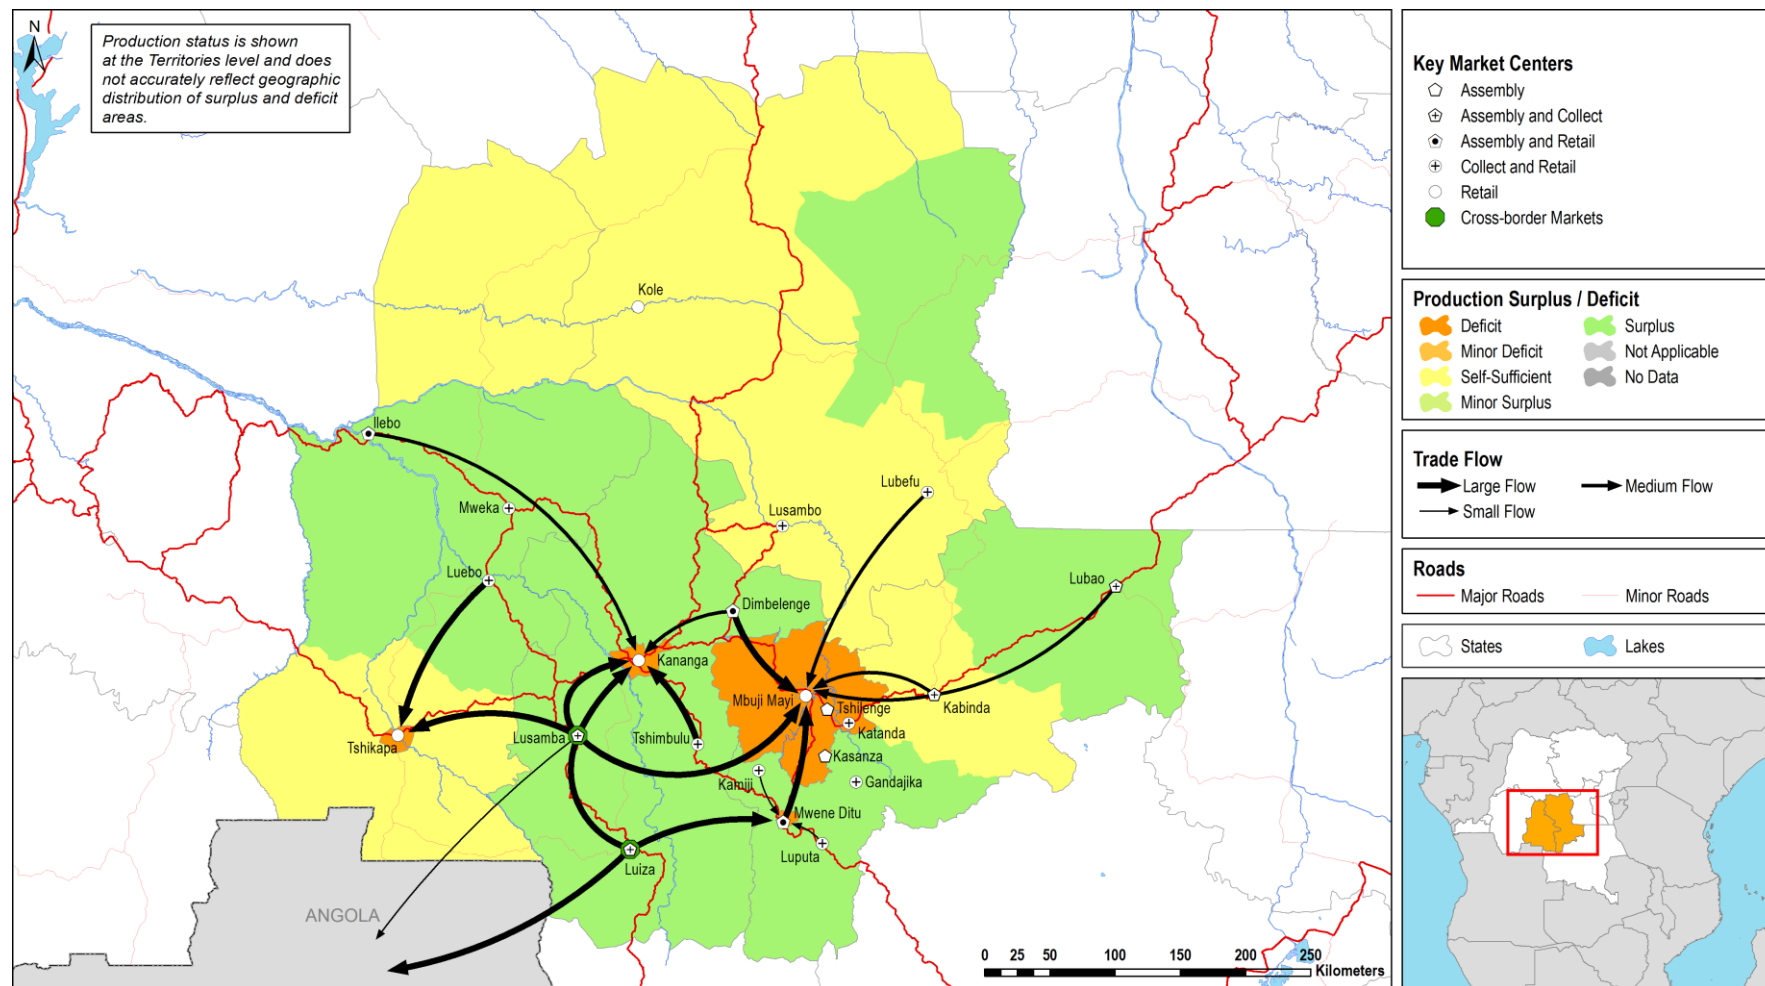 N
Production status is shown
at the Territories level and does
not accurately reflect geographic
distribution of surplus and deficit
areas.
Kole
Ilebo
Mweka
Lubefu
Lusambo
Luebo
Lubao
Dimbelenge
Kananga
Mbuji Mayi
Tshilenge
Kabinda
Katanda
Tshikapa
Lusamba
Tshimbulu
Kasanza
Kamiji
Gandajika
Mwene Ditu
Luputa
Luiza
ANGOLA
0 25 50 100 150 200 250
Kilometers
Key Market Centers
Assembly
Assembly and Collect
Assembly and Retail
Collect and Retail
Retail
Cross-border Markets
Production Surplus / Deficit
Deficit
Surplus
Minor Deficit
Not Applicable
Self-Sufficient
No Data
Minor Surplus
Trade Flow
Large Flow
Medium Flow
Small Flow
Roads
Major Roads
Minor Roads
States
Lakes